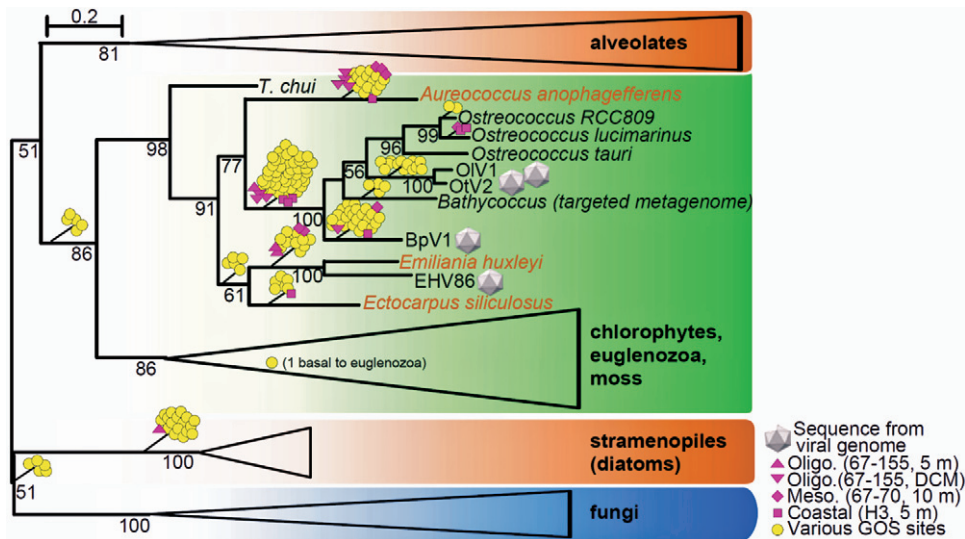 0.2
81
alveolates
T. chui
Aureococcus anophagefferens
Ostreococcus RCC809
99
Ostreococcus lucimarinus
96
Ostreococcus tauri
51
98
77
56
OlV1
100
OtV2
Bathycoccus (targeted metagenome)
91
100
BpV1
86
Emiliania huxleyi
100
EHV86
61
Ectocarpus siliculosus
chlorophytes,
euglenozoa,
moss
86
(1 basal to euglenozoa)
stramenopiles
(diatoms)
100
51
fungi
100
Sequence from
viral genome
Oligo. (67-155, 5 m)
Oligo.(67-155, DCM)
Meso. (67-70, 10 m)
Coastal (H3, 5 m)
Various GOS sites